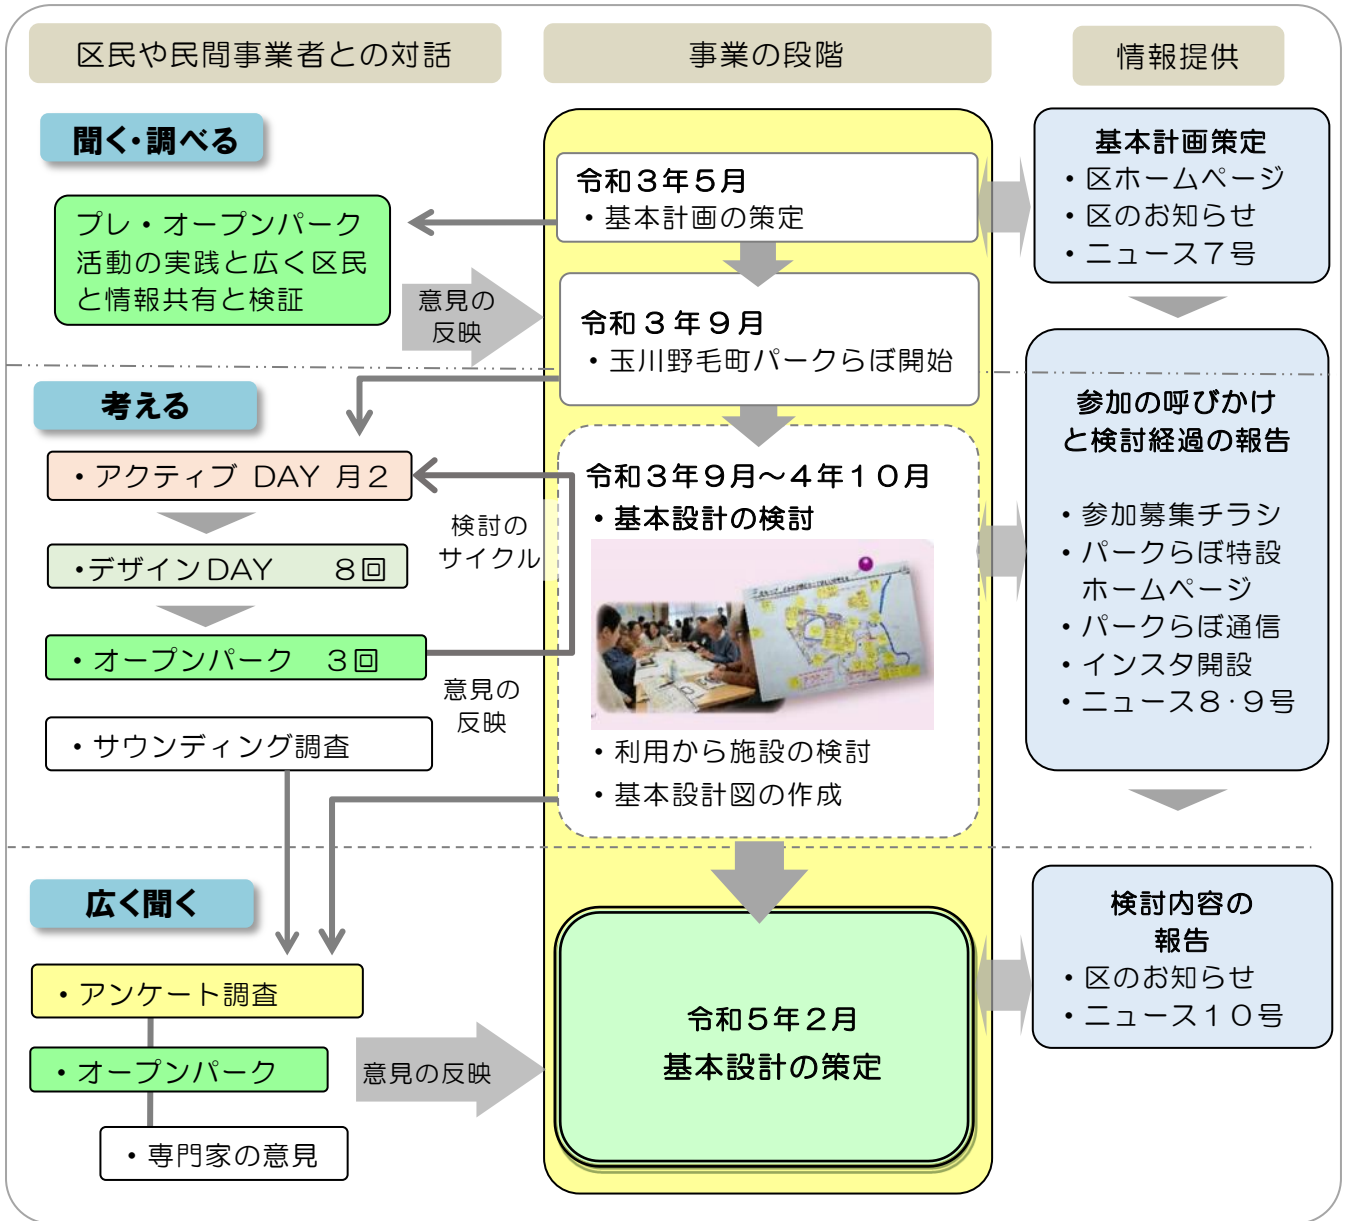 区民や民間事業者との対話
事業の段階
情報提供
聞く・調べる
プレ・オープンパーク
活動の実践と広く区民
と情報共有と検証
意見の
反映
令和３年５月
・基本計画の策定
令和３年９月
・玉川野毛町パークらぼ開始
基本計画策定
・区ホームページ
・区のお知らせ
・ニュース７号
考える
・アクティブ DAY 月２
・デザインDAY　８回
・オープンパーク　３回
・サウンディング調査
検討の
サイクル
意見の
反映
令和３年９月～４年１０月
・基本設計の検討
・利用から施設の検討
・基本設計図の作成
参加の呼びかけ
と検討経過の報告
・参加募集チラシ
・パークらぼ特設
ホームページ
・パークらぼ通信
・インスタ開設
・ニュース８・９号
広く聞く
・アンケート調査
・オープンパーク
・専門家の意見
意見の反映
令和５年２月
基本設計の策定
検討内容の
報告
・区のお知らせ
・ニュース１０号